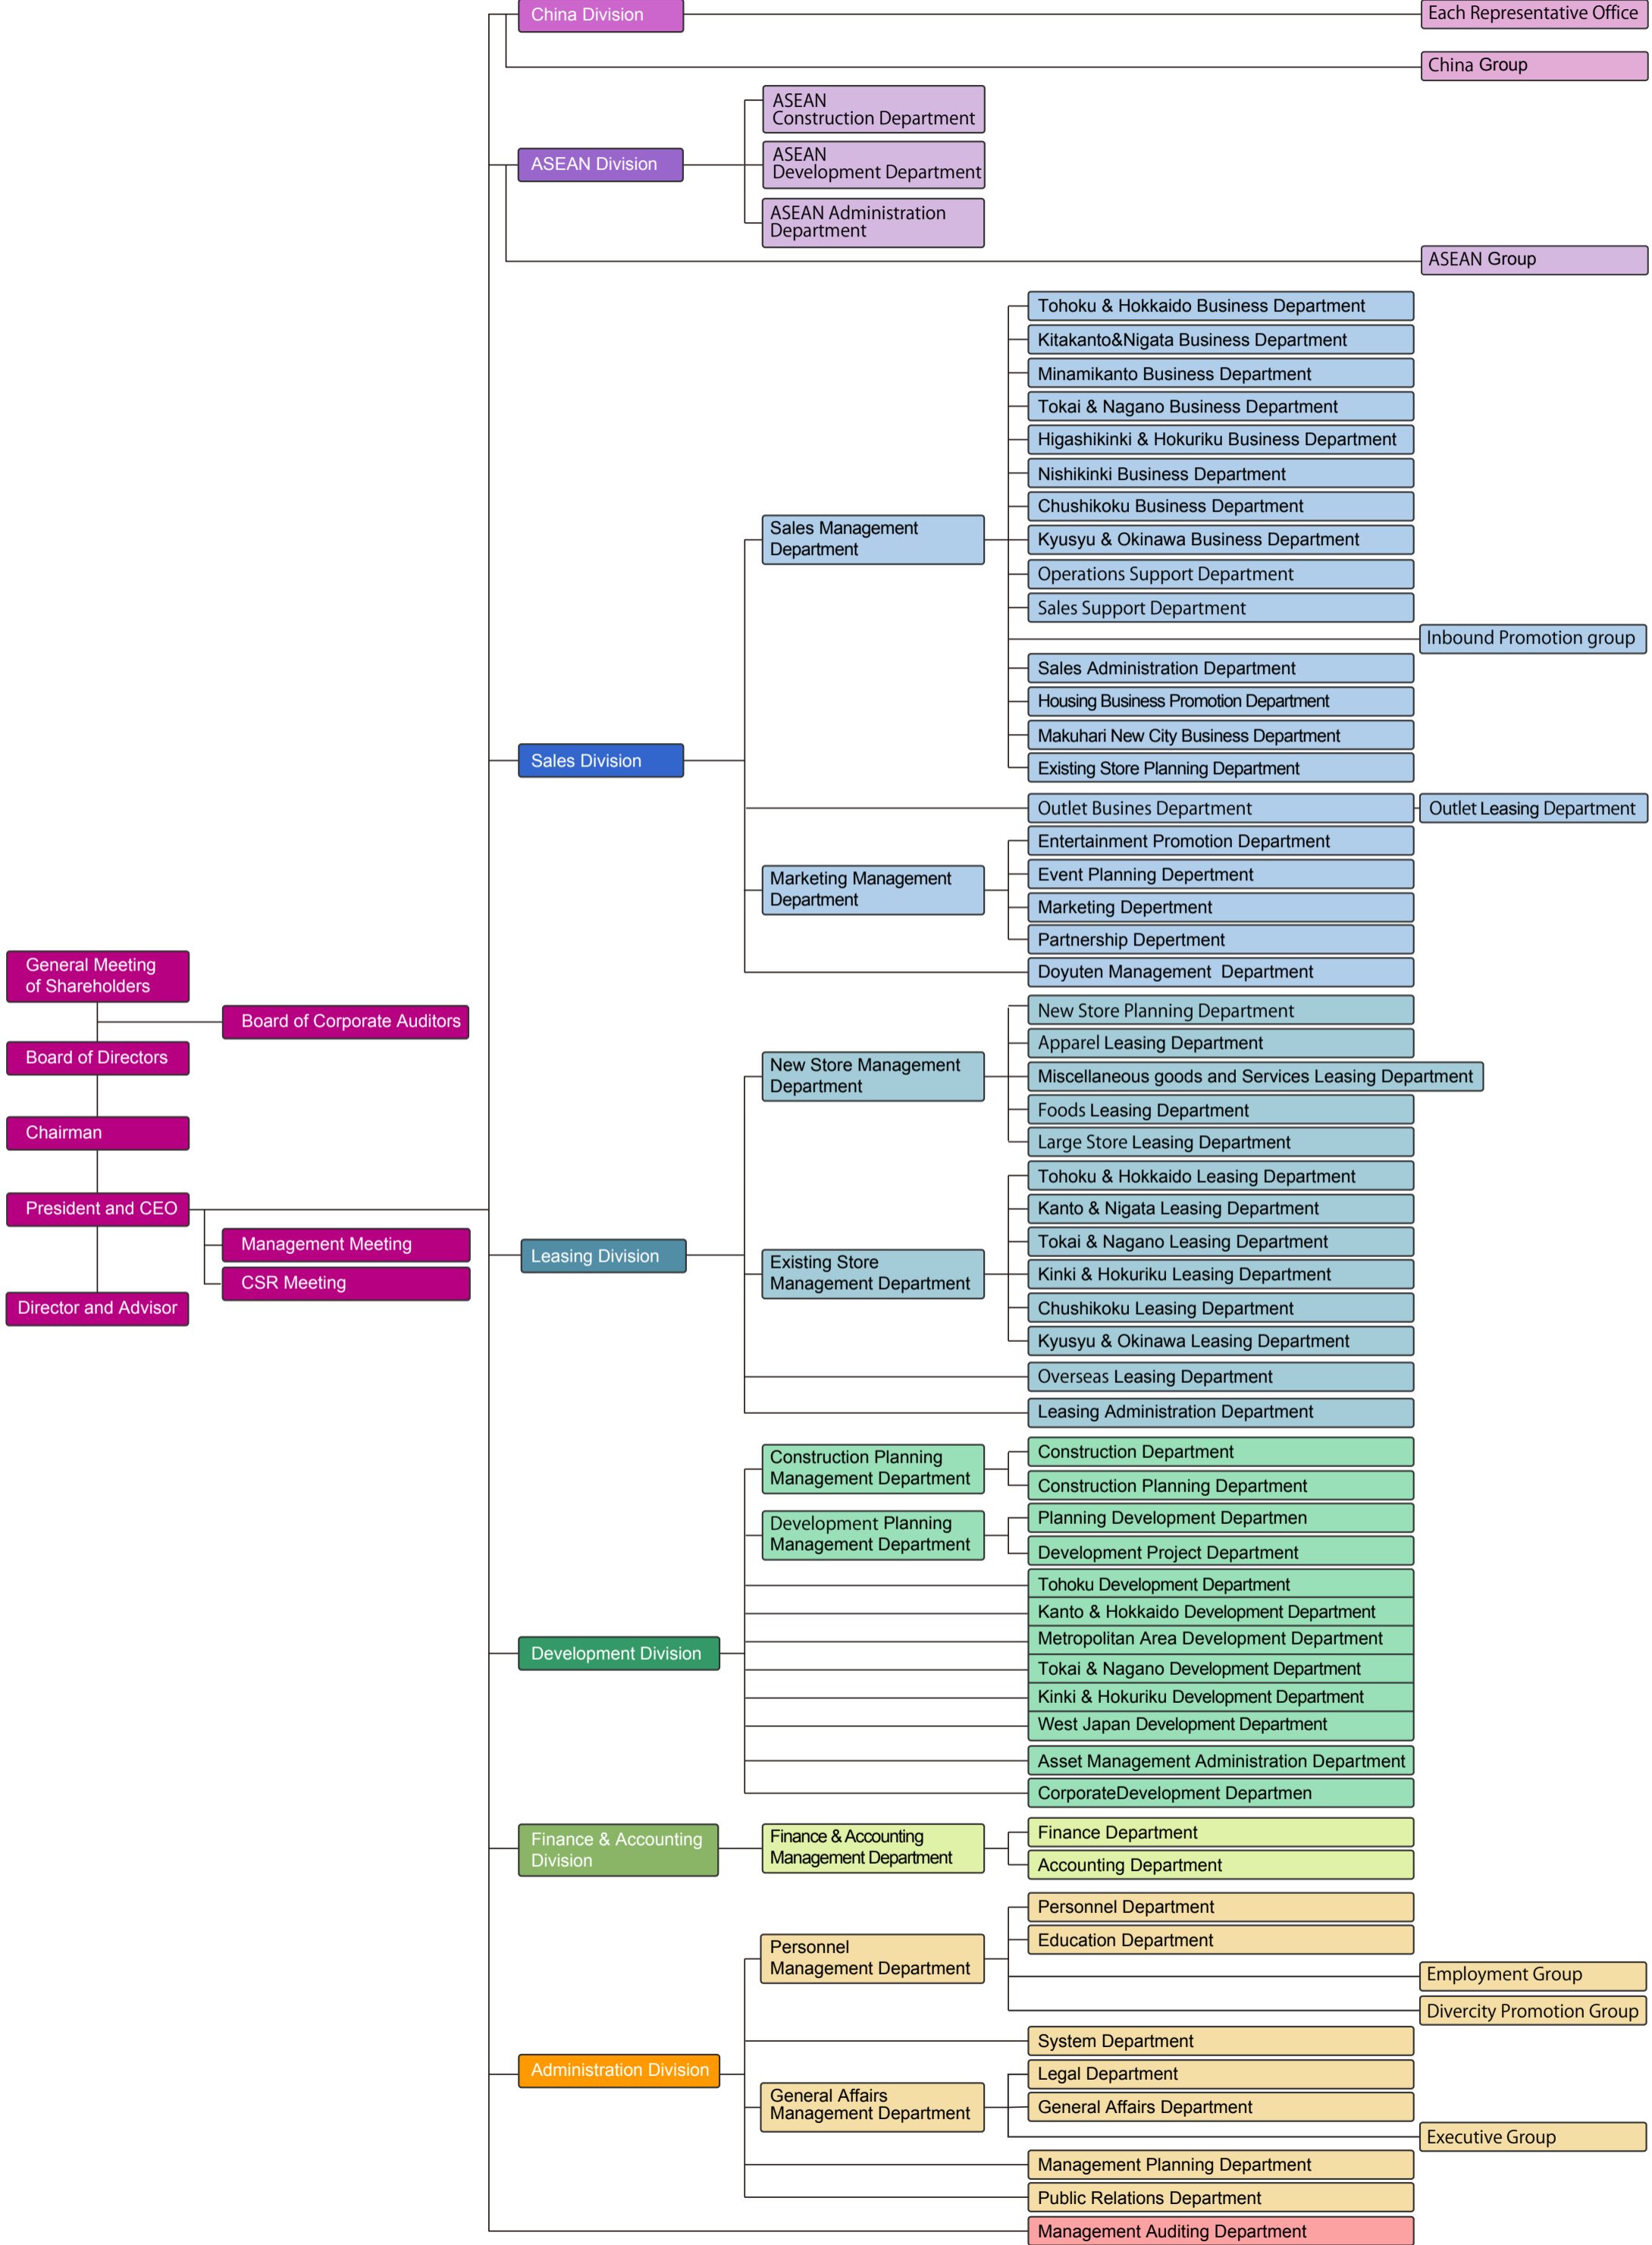 China Division
Each Representative Office
China Group
ASEAN
Construction Department
ASEAN Division
ASEAN
Development Department
ASEAN Administration
Department
ASEAN Group
Tohoku & Hokkaido Business Department
Kitakanto&Nigata Business Department
Minamikanto Business Department
Tokai & Nagano Business Department
Higashikinki & Hokuriku Business Department
Nishikinki Business Department
Chushikoku Business Department
Sales Management
Department
Kyusyu & Okinawa Business Department
Operations Support Department
Sales Support Department
Inbound Promotion group
Sales Administration Department
Housing Business Promotion Department
Makuhari New City Business Department
Existing Store Planning Department
Sales Division
Outlet Busines Department
Outlet Leasing Department
Entertainment Promotion Department
Marketing Management
Department
Event Planning Depertment
Marketing Depertment
Partnership Depertment
Doyuten Management  Department
General Meeting
of Shareholders
Board of Corporate Auditors
Board of Directors
Chairman
President and CEO
Management Meeting
CSR Meeting
Director and Advisor
New Store Planning Department
Apparel Leasing Department
New Store Management
Department
Miscellaneous goods and Services Leasing Department
Foods Leasing Department
Large Store Leasing Department
Tohoku & Hokkaido Leasing Department
Kanto & Nigata Leasing Department
Tokai & Nagano Leasing Department
Leasing Division
Existing Store
Management Department
Kinki & Hokuriku Leasing Department
Chushikoku Leasing Department
Kyusyu & Okinawa Leasing Department
Overseas Leasing Department
Leasing Administration Department
Construction Planning
Management Department
Construction Department
Construction Planning Department
Development Planning
Management Department
Planning Development Departmen
Development Project Department
Tohoku Development Department
Kanto & Hokkaido Development Department
Metropolitan Area Development Department
Development Division
Tokai & Nagano Development Department
Kinki & Hokuriku Development Department
West Japan Development Department
Asset Management Administration Department
CorporateDevelopment Departmen
Finance & Accounting
Division
Finance & Accounting
Management Department
Finance Department
Accounting Department
Personnel Department
Education Department
Personnel
Management Department
Employment Group
Divercity Promotion Group
System Department
Administration Division
Legal Department
General Affairs
Management Department
General Affairs Department
Executive Group
Management Planning Department
Public Relations Department
Management Auditing Department